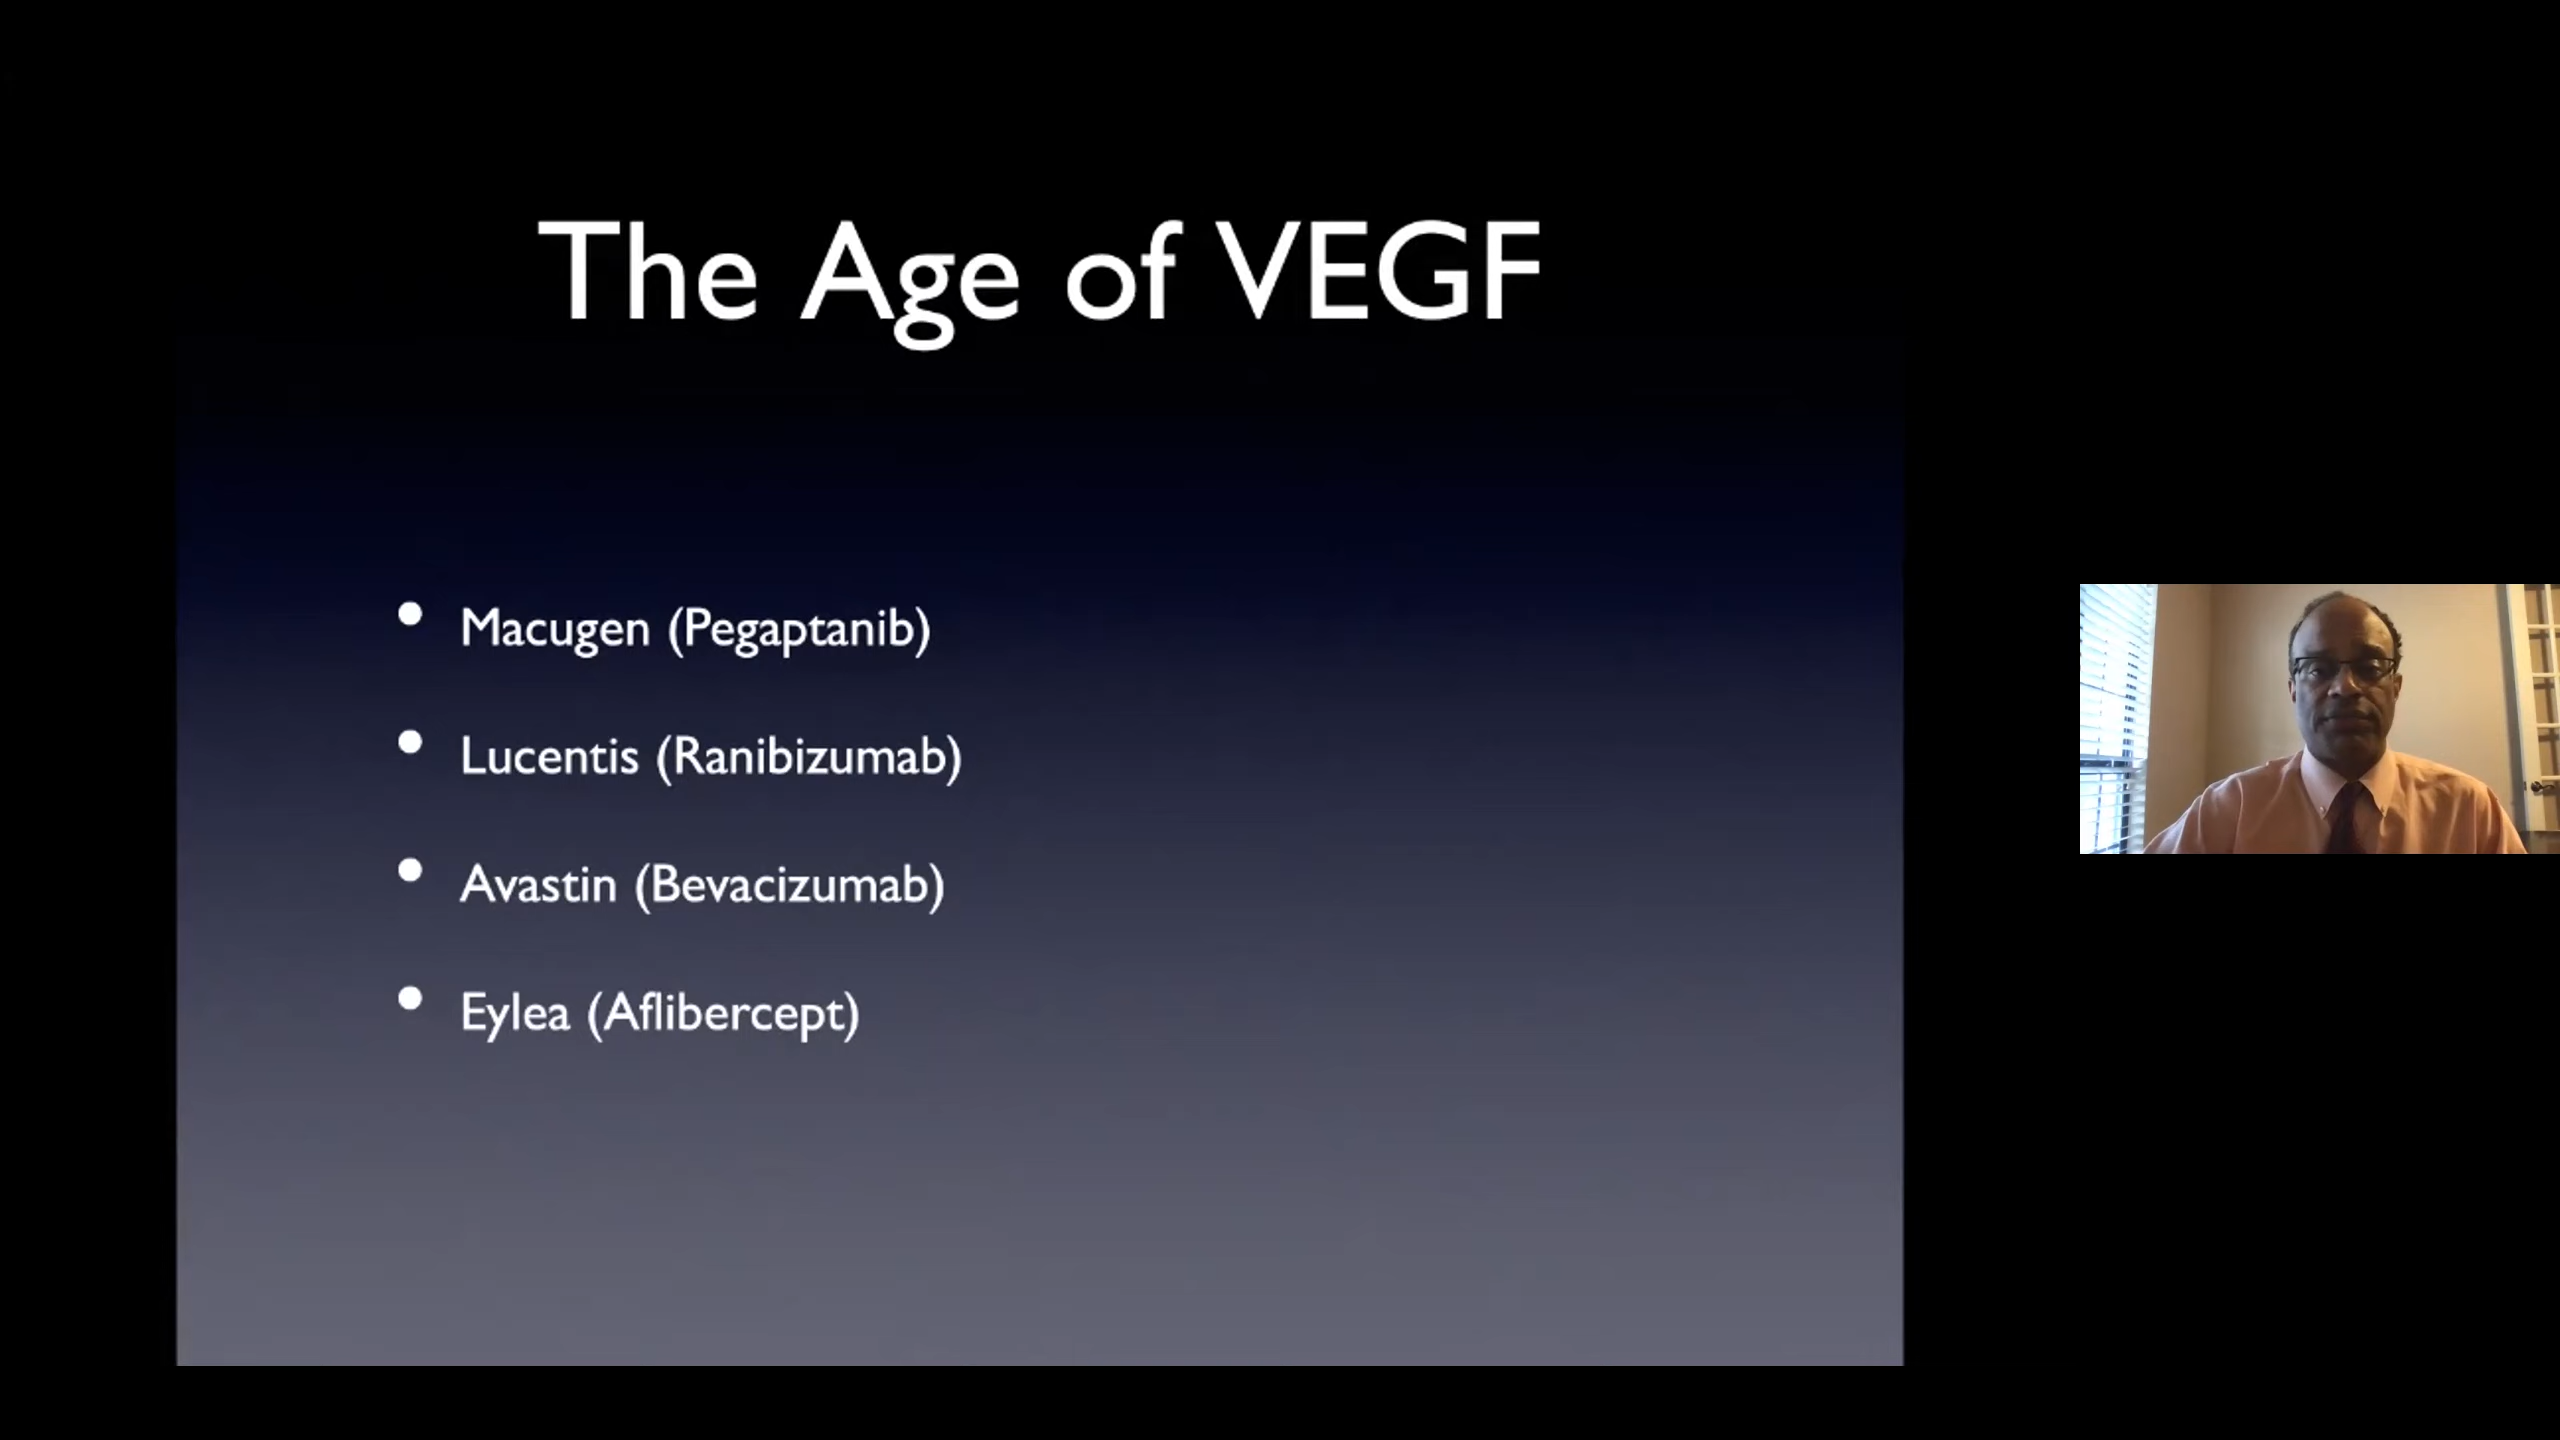 The Age of VEGF
• Macugen (Pegaptanib)
• Lucentis (Ranibizumab)
• Avastin (Bevacizumab)
• Eylea (Aflibercept)